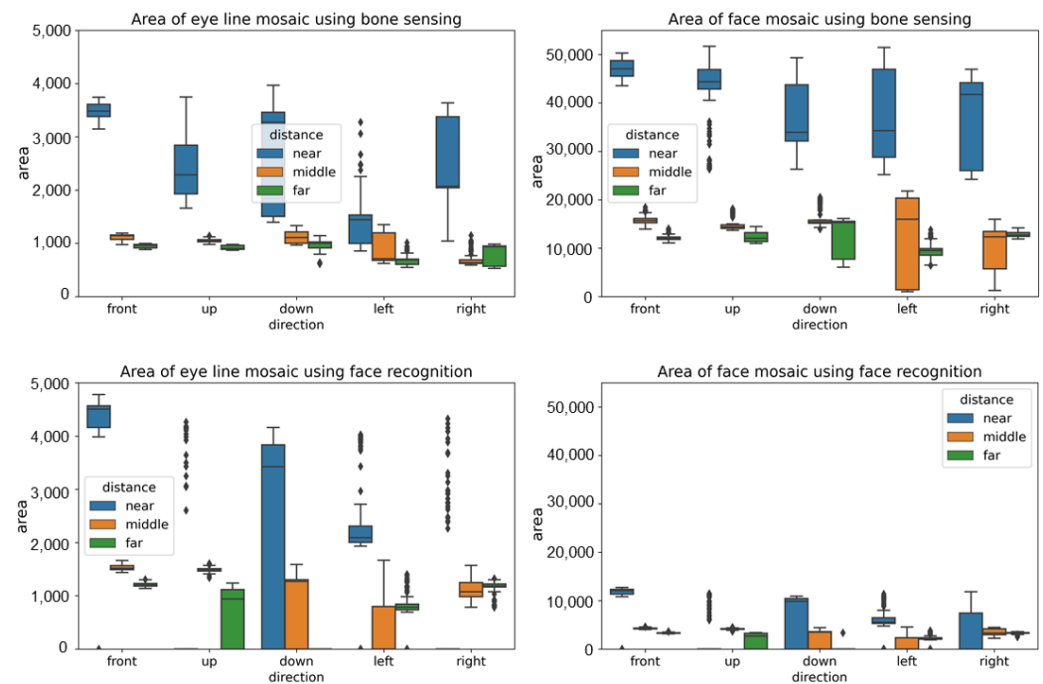 Area of eye line mosaic using bone sensing
5,000
4,000
3,000
2,000
1,000
0
area
distance
near
middle
far
front up down left right
direction
Area of face mosaic using bone sensing
50,000
40,000
30,000
20,000
10,000
0
area
distance
near
middle
far
front up down left right
direction
Area of eye line mosaic using face recognition
5,000
4,000
3,000
2,000
1,000
0
area
distance
near
middle
far
front up down left right
direction
Area of face mosaic using face recognition
50,000
40,000
30,000
20,000
10,000
0
area
distance
near
middle
far
front up down left right
direction